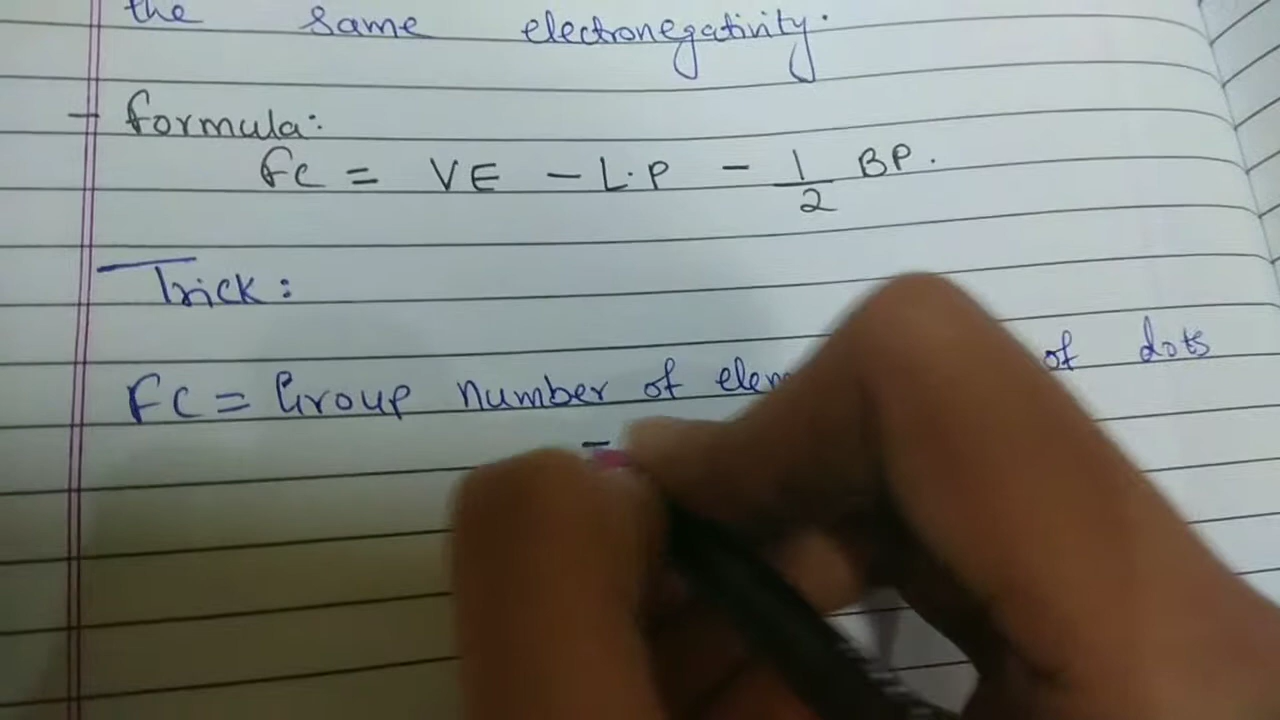 the same electronegativity.
- formula:
FC = VE - L.P - 1/2 BP.
Trick:
FC = Group number of of dots
-